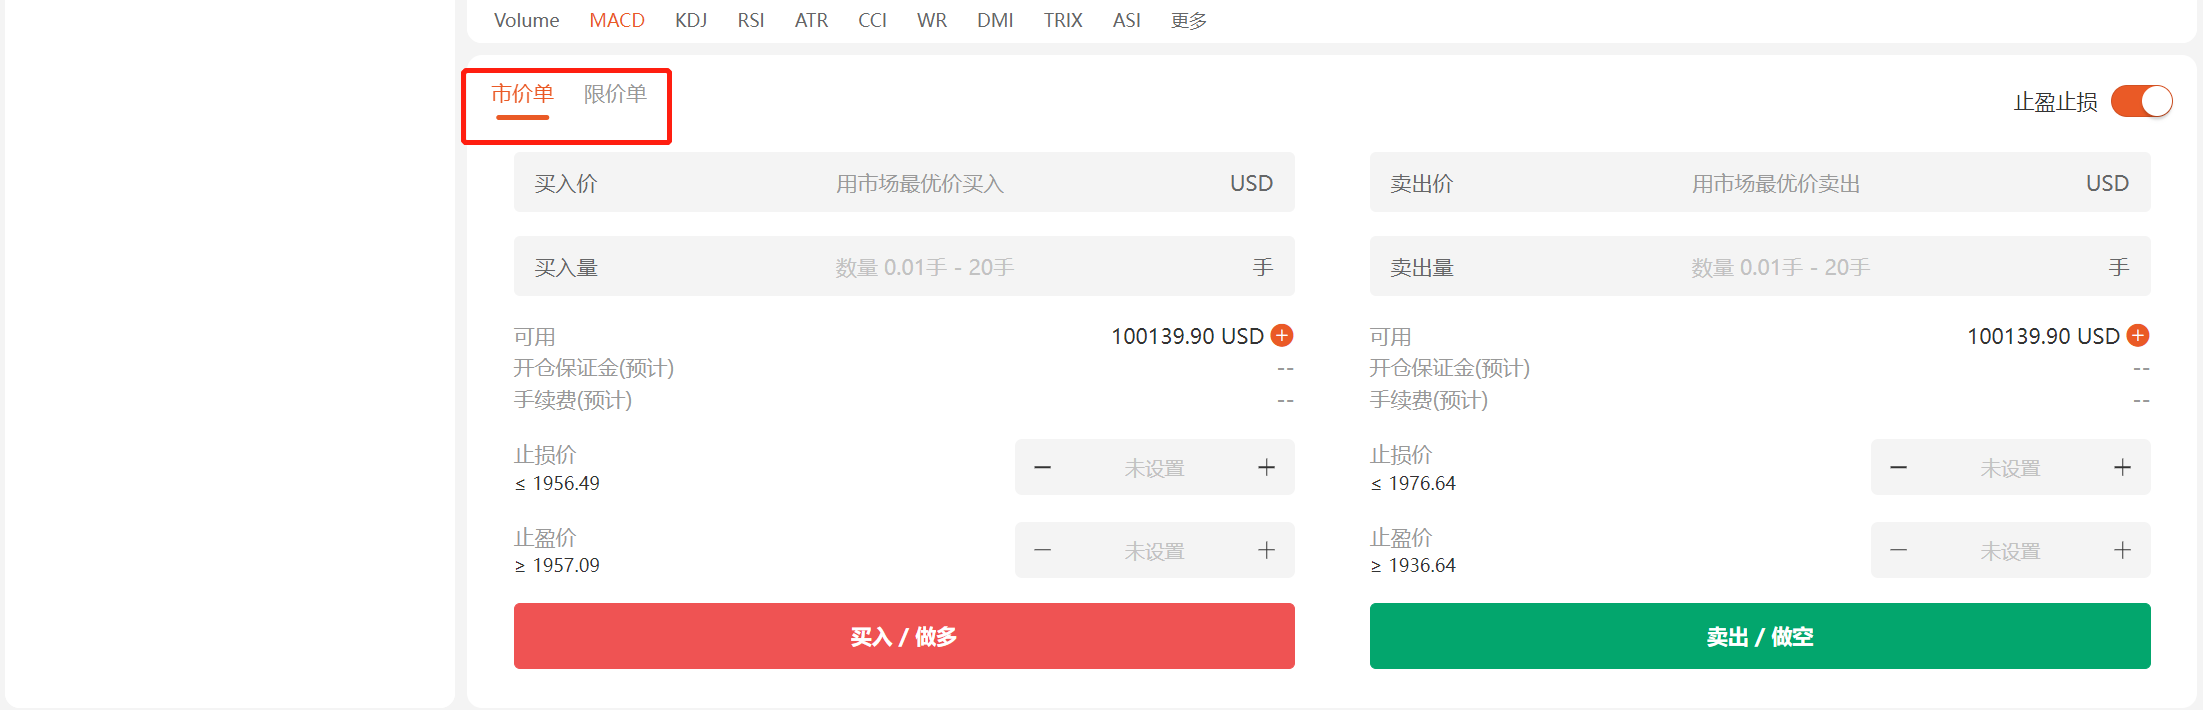 Volume MACD KDJ RSI ATR CCI WR DMI TRIX ASI 更多
市价单 限价单
止盈止损
买入价 用市场最优价买入 USD
卖出价 用市场最优价卖出 USD
买入量 数量 0.01手 - 20手 手
卖出量 数量 0.01手 - 20手 手
可用 100139.90 USD
可用 100139.90 USD
开仓保证金(预计) --
开仓保证金(预计) --
手续费(预计) --
手续费(预计) --
止损价
≤ 1956.49
− 未设置 +
止损价
≤ 1976.64
− 未设置 +
止盈价
≥ 1957.09
− 未设置 +
止盈价
≥ 1936.64
− 未设置 +
买入 / 做多
卖出 / 做空